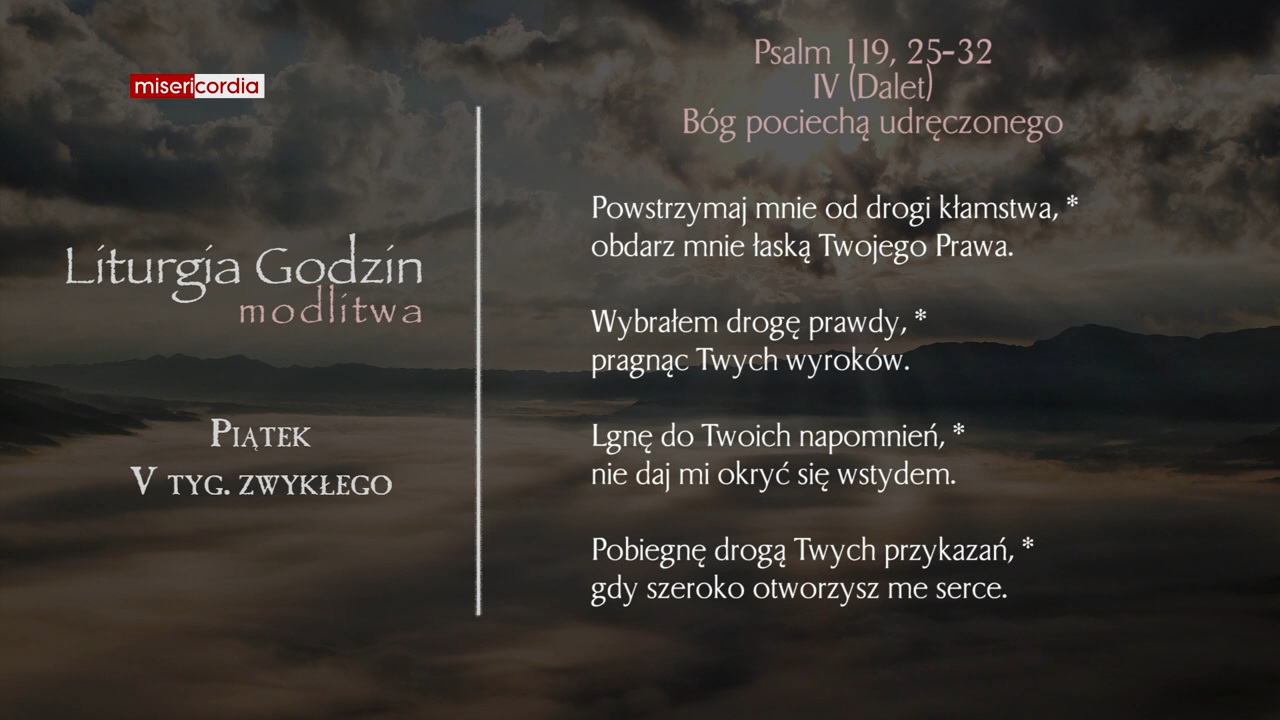 misericordia
Liturgia Godzin
modlitwa
Piątek
V tyg. zwykłego
Psalm 119, 25-32
IV (Dalet)
Bóg pociechą udręczonego
Powstrzymaj mnie od drogi kłamstwa, *
obdarz mnie łaską Twojego Prawa.
Wybrałem drogę prawdy, *
pragnąc Twych wyroków.
Lgnę do Twoich napomnień, *
nie daj mi okryć się wstydem.
Pobiegnę drogą Twych przykazań, *
gdy szeroko otworzysz me serce.